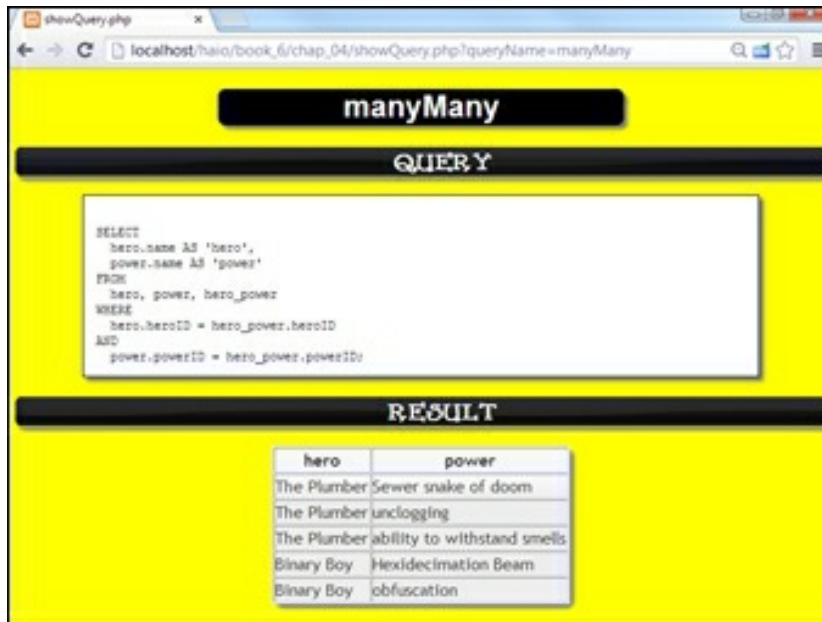 showQuery.php
localhost/haio/book_6/chap_04/showQuery.php?queryName=manyMany
manyMany
QUERY
SELECT
hero.name AS 'hero',
power.name AS 'power'
FROM
hero, power, hero_power
WHERE
hero.heroID = hero_power.heroID
AND
power.powerID = hero_power.powerID;
RESULT
hero power
The Plumber Sewer snake of doom
The Plumber unclogging
The Plumber ability to withstand smells
Binary Boy Hexidecimation Beam
Binary Boy obfuscation